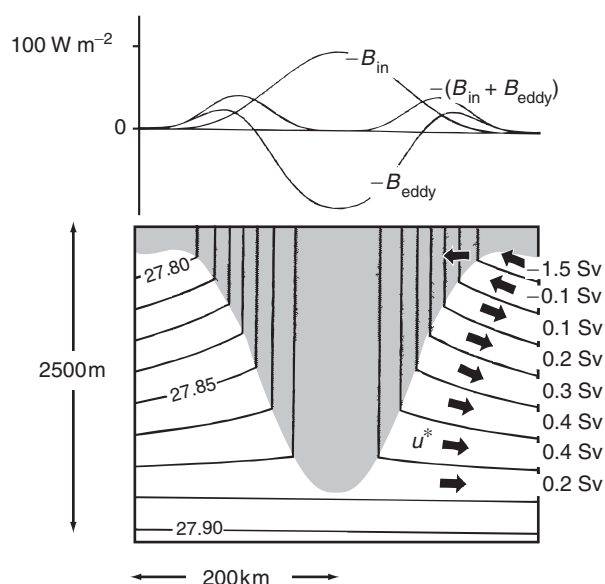 100 W m⁻²
−B_in
−(B_in + B_eddy)
0
−B_eddy
27.80
−1.5 Sv
−0.1 Sv
0.1 Sv
0.2 Sv
2500m
27.85
0.3 Sv
0.4 Sv
u*
0.4 Sv
0.2 Sv
27.90
200km